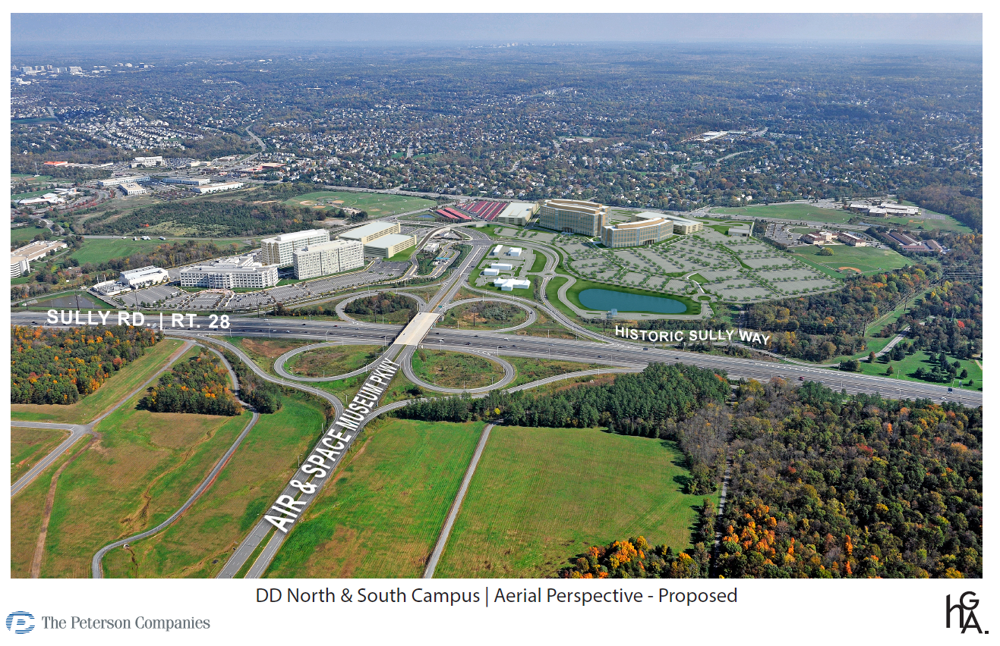 SULLY RD. | RT. 28
HISTORIC SULLY WAY
AIR & SPACE MUSEUM PKWY
DD North & South Campus | Aerial Perspective - Proposed
The Peterson Companies
hGA.